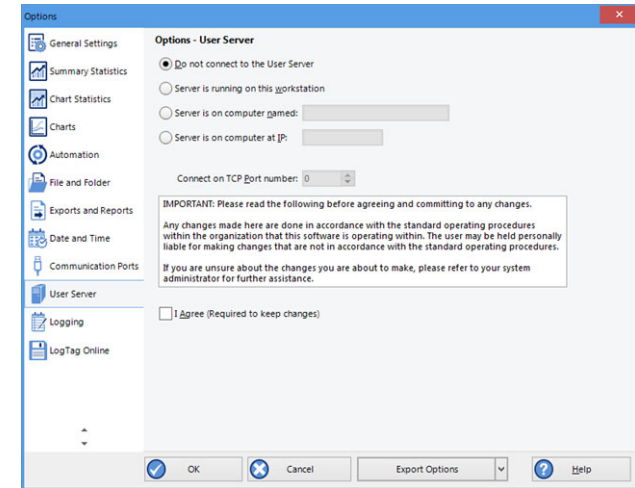 Options
General Settings
Summary Statistics
Chart Statistics
Charts
Automation
File and Folder
Exports and Reports
Date and Time
Communication Ports
User Server
Logging
LogTag Online
Options - User Server
Do not connect to the User Server
Server is running on this workstation
Server is on computer named:
Server is on computer at IP:
Connect on TCP Port number: 0
IMPORTANT: Please read the following before agreeing and committing to any changes.
Any changes made here are done in accordance with the standard operating procedures
within the organization that this software is operating within. The user may be held personally
liable for making changes that are not in accordance with the standard operating procedures.
If you are unsure about the changes you are about to make, please refer to your system
administrator for further assistance.
I Agree (Required to keep changes)
OK
Cancel
Export Options
Help